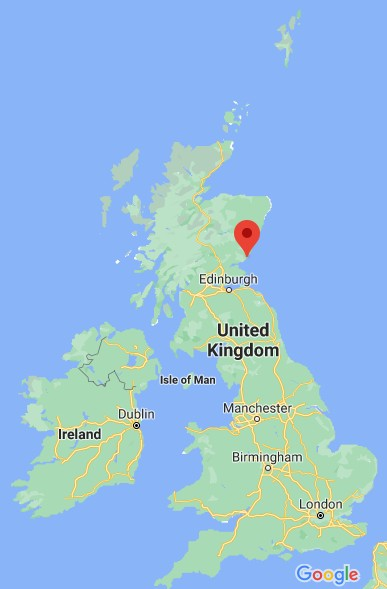 Edinburgh
United
Kingdom
Isle of Man
Dublin
Manchester
Ireland
Birmingham
London
Google